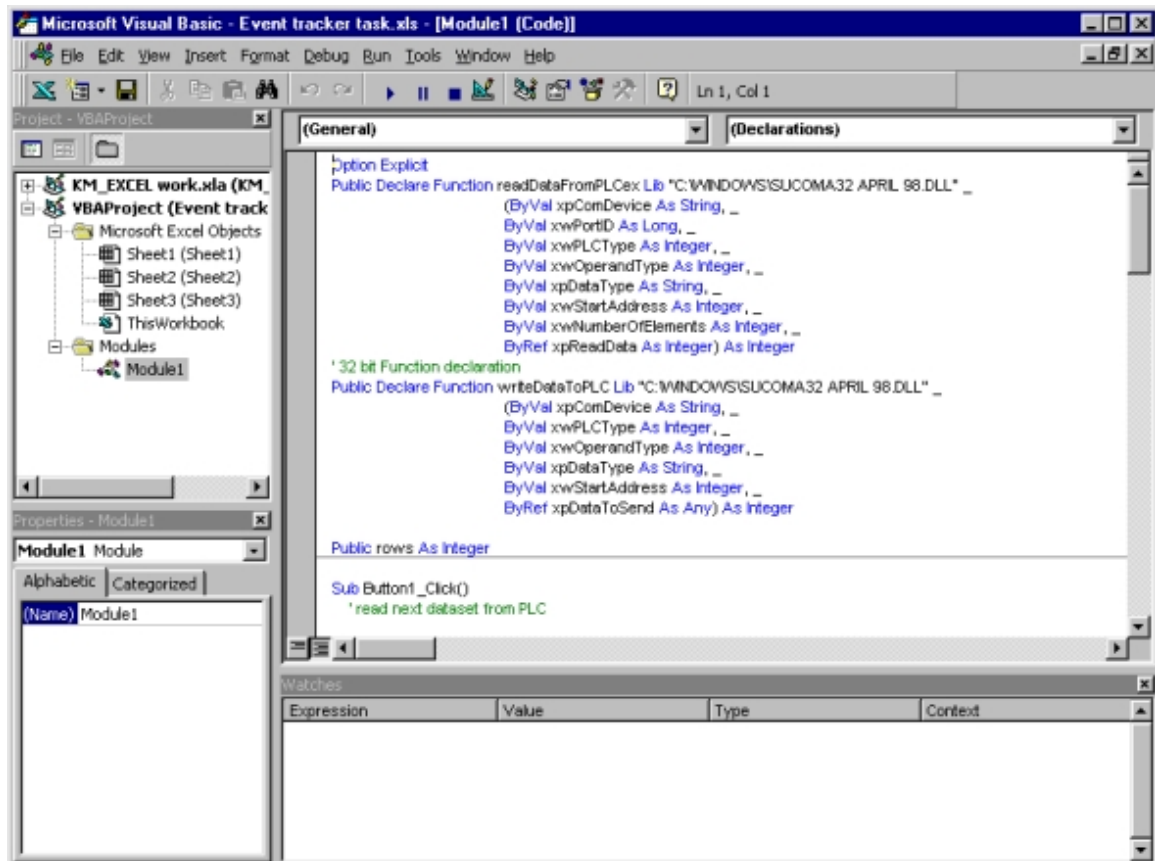 Microsoft Visual Basic - Event tracker task.xls - [Module1 (Code)]
File Edit View Insert Format Debug Run Tools Window Help
Ln 1, Col 1
Project - VBAProject
KM_EXCEL work.xla (KM_
VBAProject (Event track
Microsoft Excel Objects
Sheet1 (Sheet1)
Sheet2 (Sheet2)
Sheet3 (Sheet3)
ThisWorkbook
Modules
Module1
Properties - Module1
Module1 Module
Alphabetic Categorized
(Name) Module1
(General) (Declarations)
Option Explicit
Public Declare Function readDataFromPLCex Lib "C:\WINDOWS\SUCOMA32 APRIL 98.DLL" _
(ByVal xpComDevice As String, _
ByVal xwPortID As Long, _
ByVal xwPLCType As Integer, _
ByVal xwOperandType As Integer, _
ByVal xpDataType As String, _
ByVal xwStartAddress As Integer, _
ByVal xwNumberOfElements As Integer, _
ByRef xpReadData As Integer) As Integer
' 32 bit Function declaration
Public Declare Function writeDataToPLC Lib "C:\WINDOWS\SUCOMA32 APRIL 98.DLL" _
(ByVal xpComDevice As String, _
ByVal xwPLCType As Integer, _
ByVal xwOperandType As Integer, _
ByVal xpDataType As String, _
ByVal xwStartAddress As Integer, _
ByRef xpDataToSend As Any) As Integer
Public rows As Integer
Sub Button1_Click()
' read next dataset from PLC
Watches
Expression Value Type Context